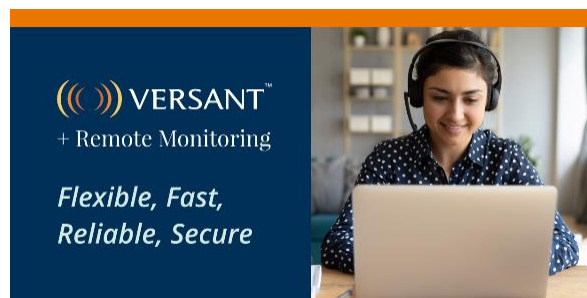 VERSANT™
+ Remote Monitoring
Flexible, Fast,
Reliable, Secure